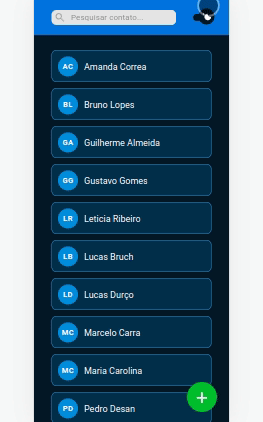 Pesquisar contato...
AC Amanda Correa
BL Bruno Lopes
GA Guilherme Almeida
GG Gustavo Gomes
LR Leticia Ribeiro
LB Lucas Bruch
LD Lucas Durço
MC Marcelo Carra
MC Maria Carolina
PD Pedro Desan